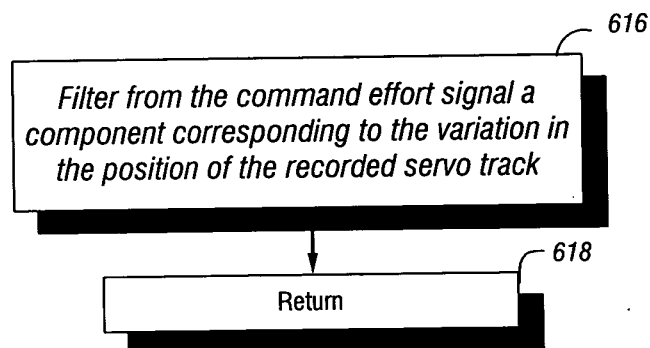 616
Filter from the command effort signal a
component corresponding to the variation in
the position of the recorded servo track
618
Return